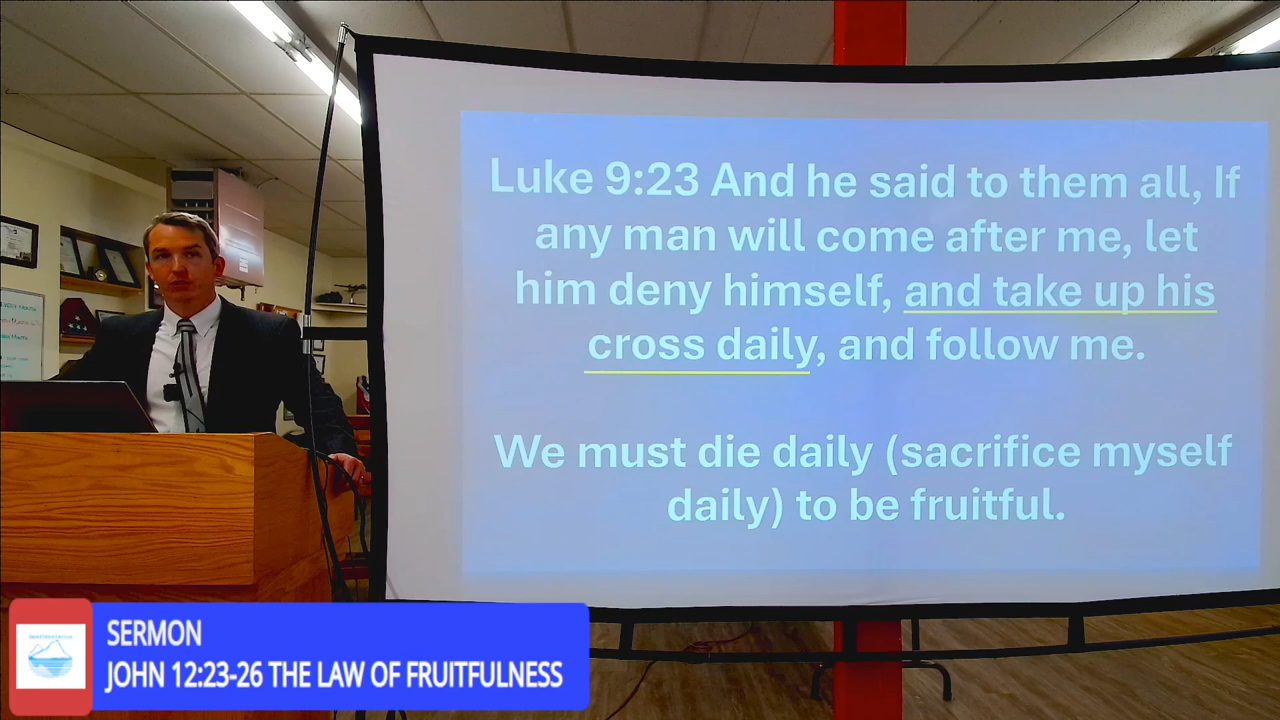 Luke 9:23 And he said to them all, If
any man will come after me, let
him deny himself, and take up his
cross daily, and follow me.
We must die daily (sacrifice myself
daily) to be fruitful.
SERMON
JOHN 12:23-26 THE LAW OF FRUITFULNESS